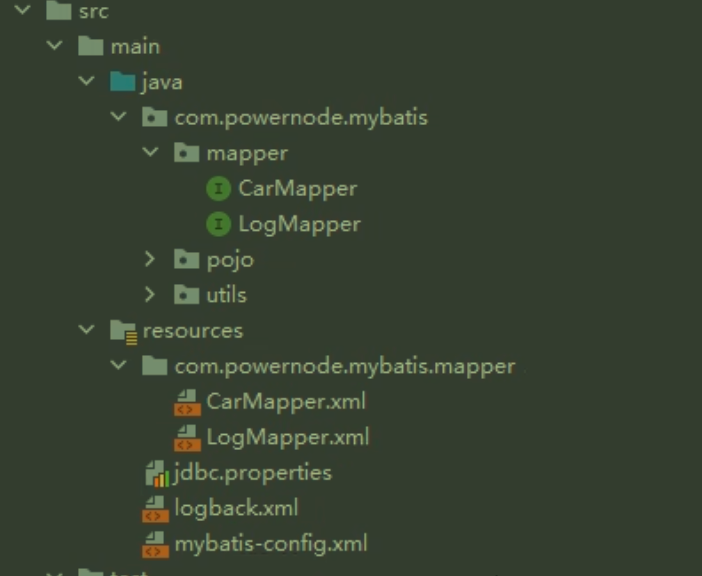 src
main
java
com.powernode.mybatis
mapper
CarMapper
LogMapper
pojo
utils
resources
com.powernode.mybatis.mapper
CarMapper.xml
LogMapper.xml
jdbc.properties
logback.xml
mybatis-config.xml